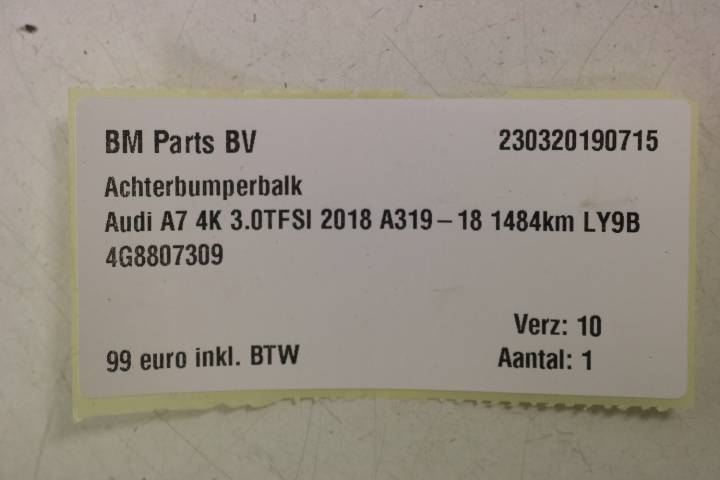 BM Parts BV 230320190715
Achterbumperbalk
Audi A7 4K 3.0TFSI 2018 A319-18 1484km LY9B
4G8807309
Verz: 10
99 euro inkl. BTW Aantal: 1